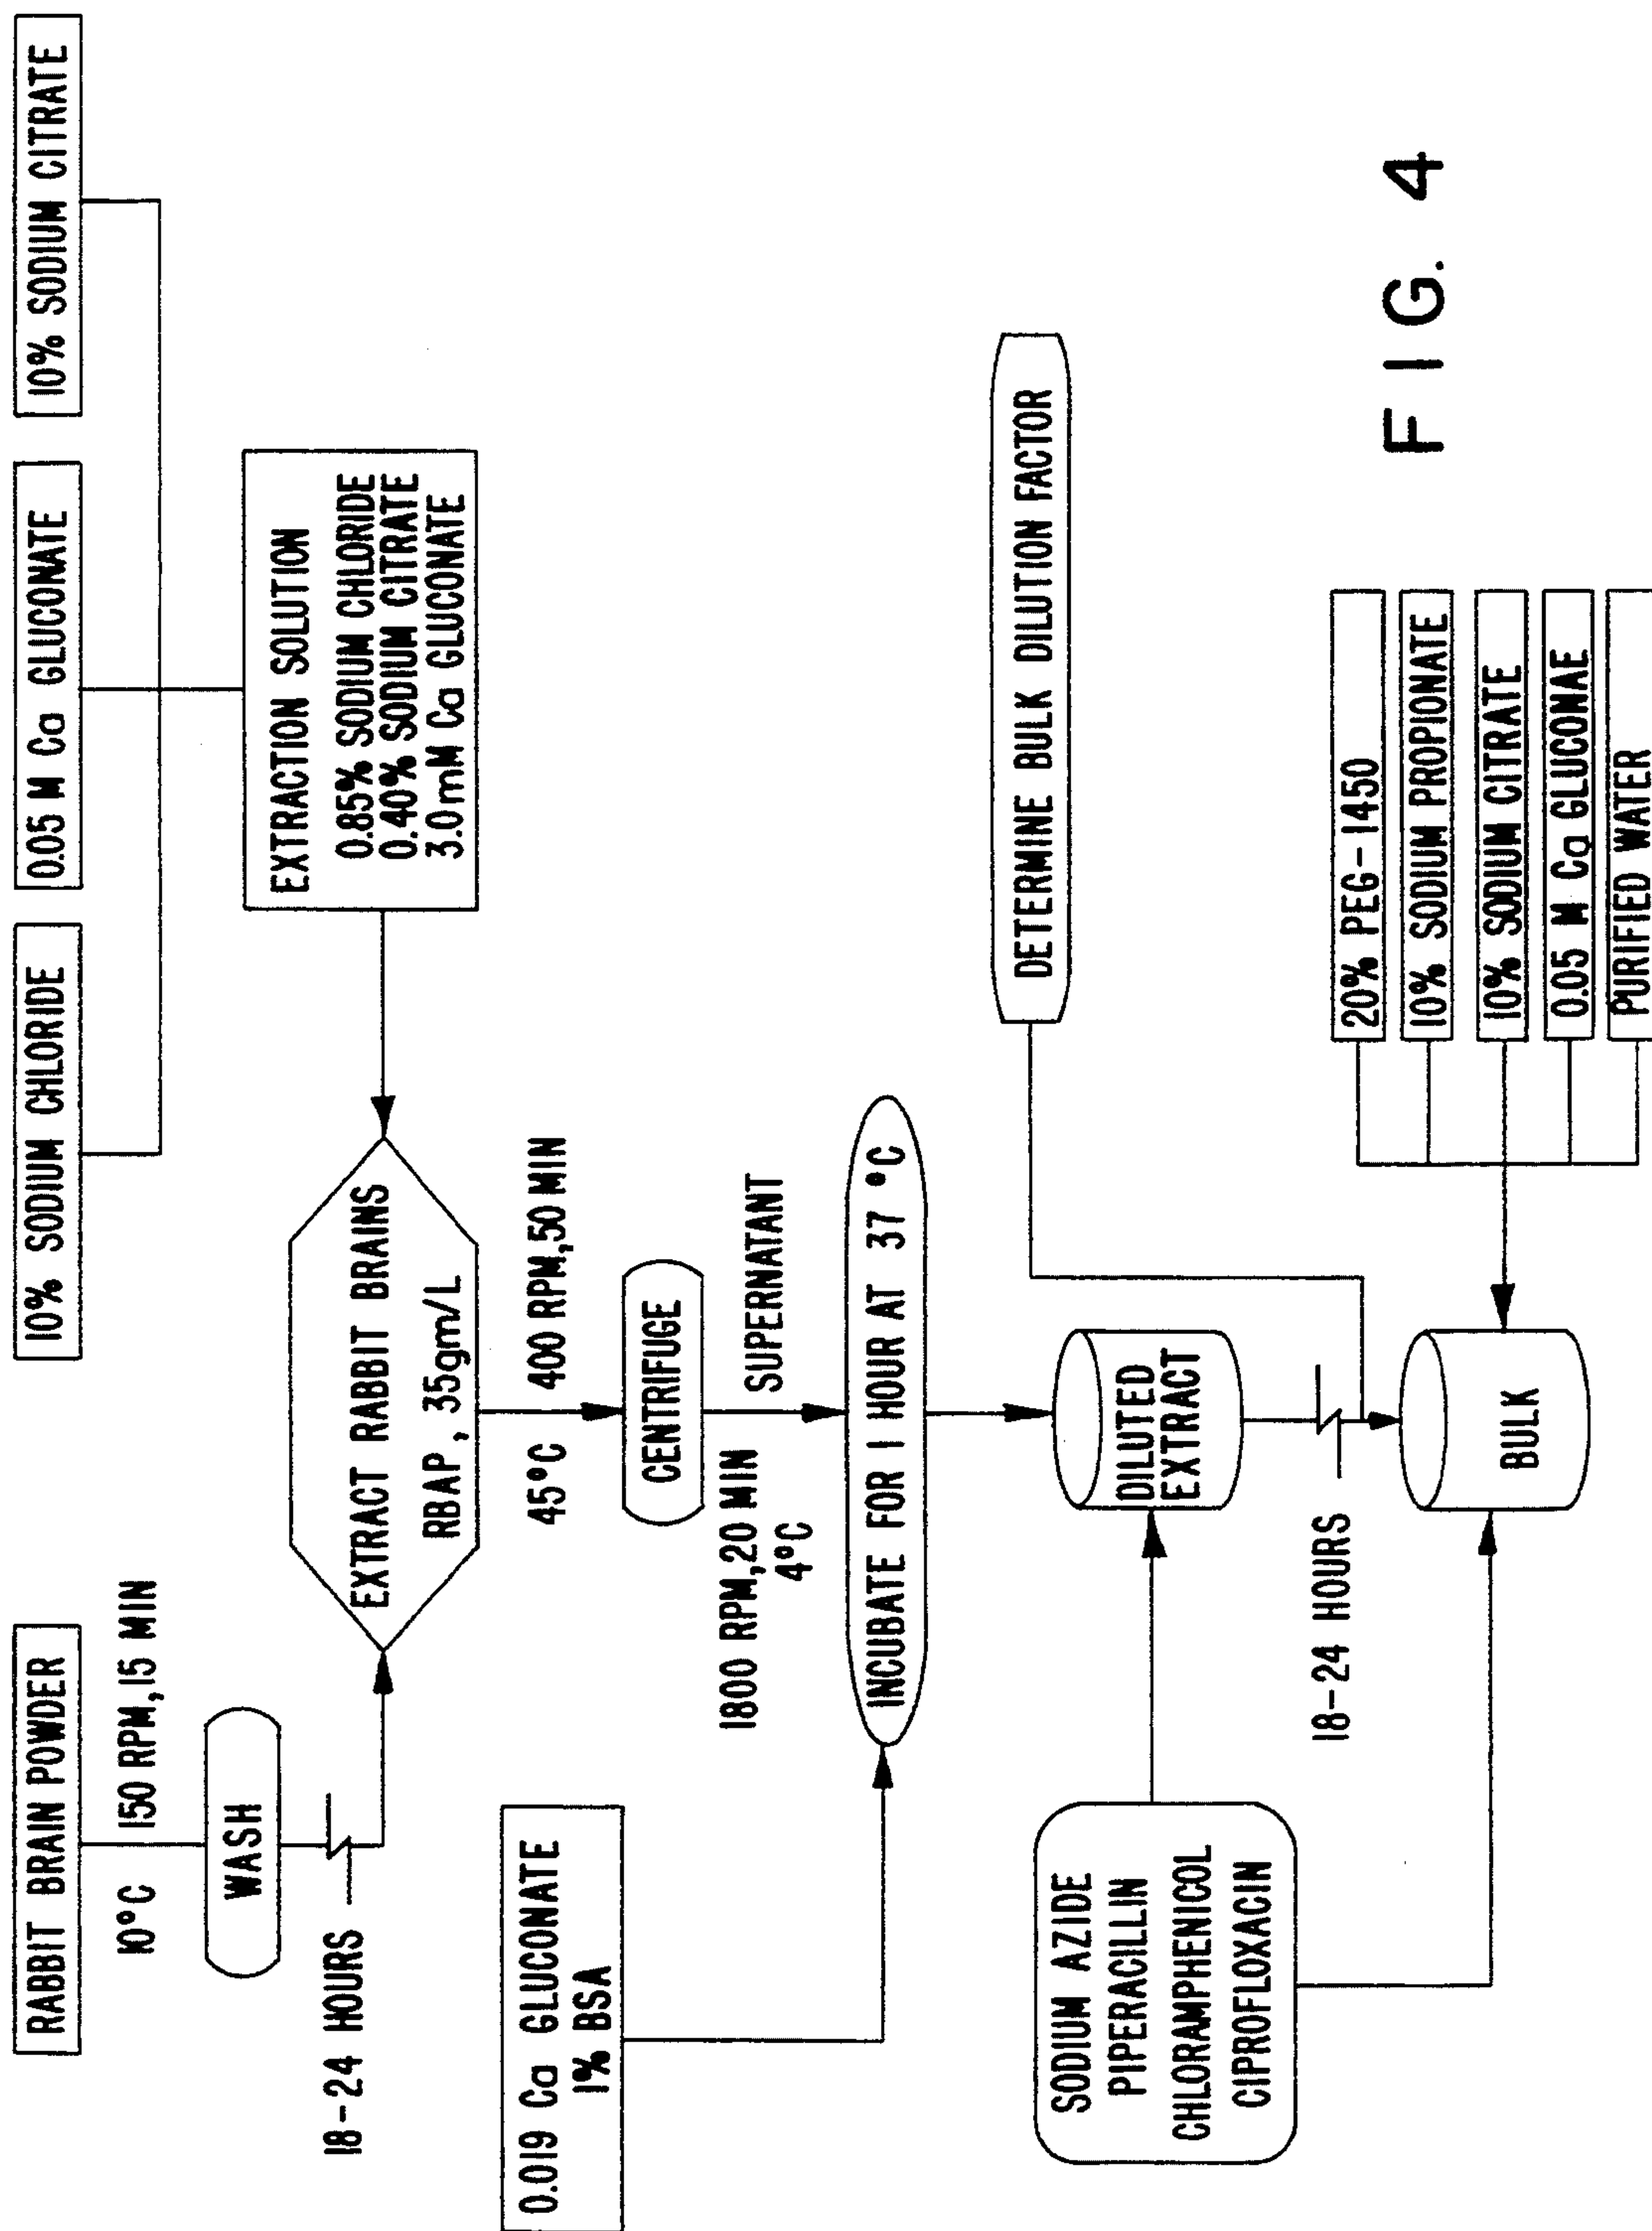 RABBIT BRAIN POWDER
10°C 150 RPM, 15 MIN
WASH
18-24 HOURS
10% SODIUM CHLORIDE
0.05 M Ca GLUCONATE
10% SODIUM CITRATE
EXTRACTION SOLUTION
0.85% SODIUM CHLORIDE
0.40% SODIUM CITRATE
3.0mM Ca GLUCONATE
EXTRACT RABBIT BRAINS
RBAP, 35gm/L
45°C 400 RPM, 50 MIN
CENTRIFUGE
1800 RPM, 20 MIN
4°C
SUPERNATANT
0.019 Ca GLUCONATE
1% BSA
INCUBATE FOR 1 HOUR AT 37 °C
SODIUM AZIDE
PIPERACILLIN
CHLORAMPHENICOL
CIPROFLOXACIN
DILUTED
EXTRACT
DETERMINE BULK DILUTION FACTOR
18-24 HOURS
BULK
20% PEG-1450
10% SODIUM PROPIONATE
10% SODIUM CITRATE
0.05 M Ca GLUCONAE
PURIFIED WATER
FIG. 4